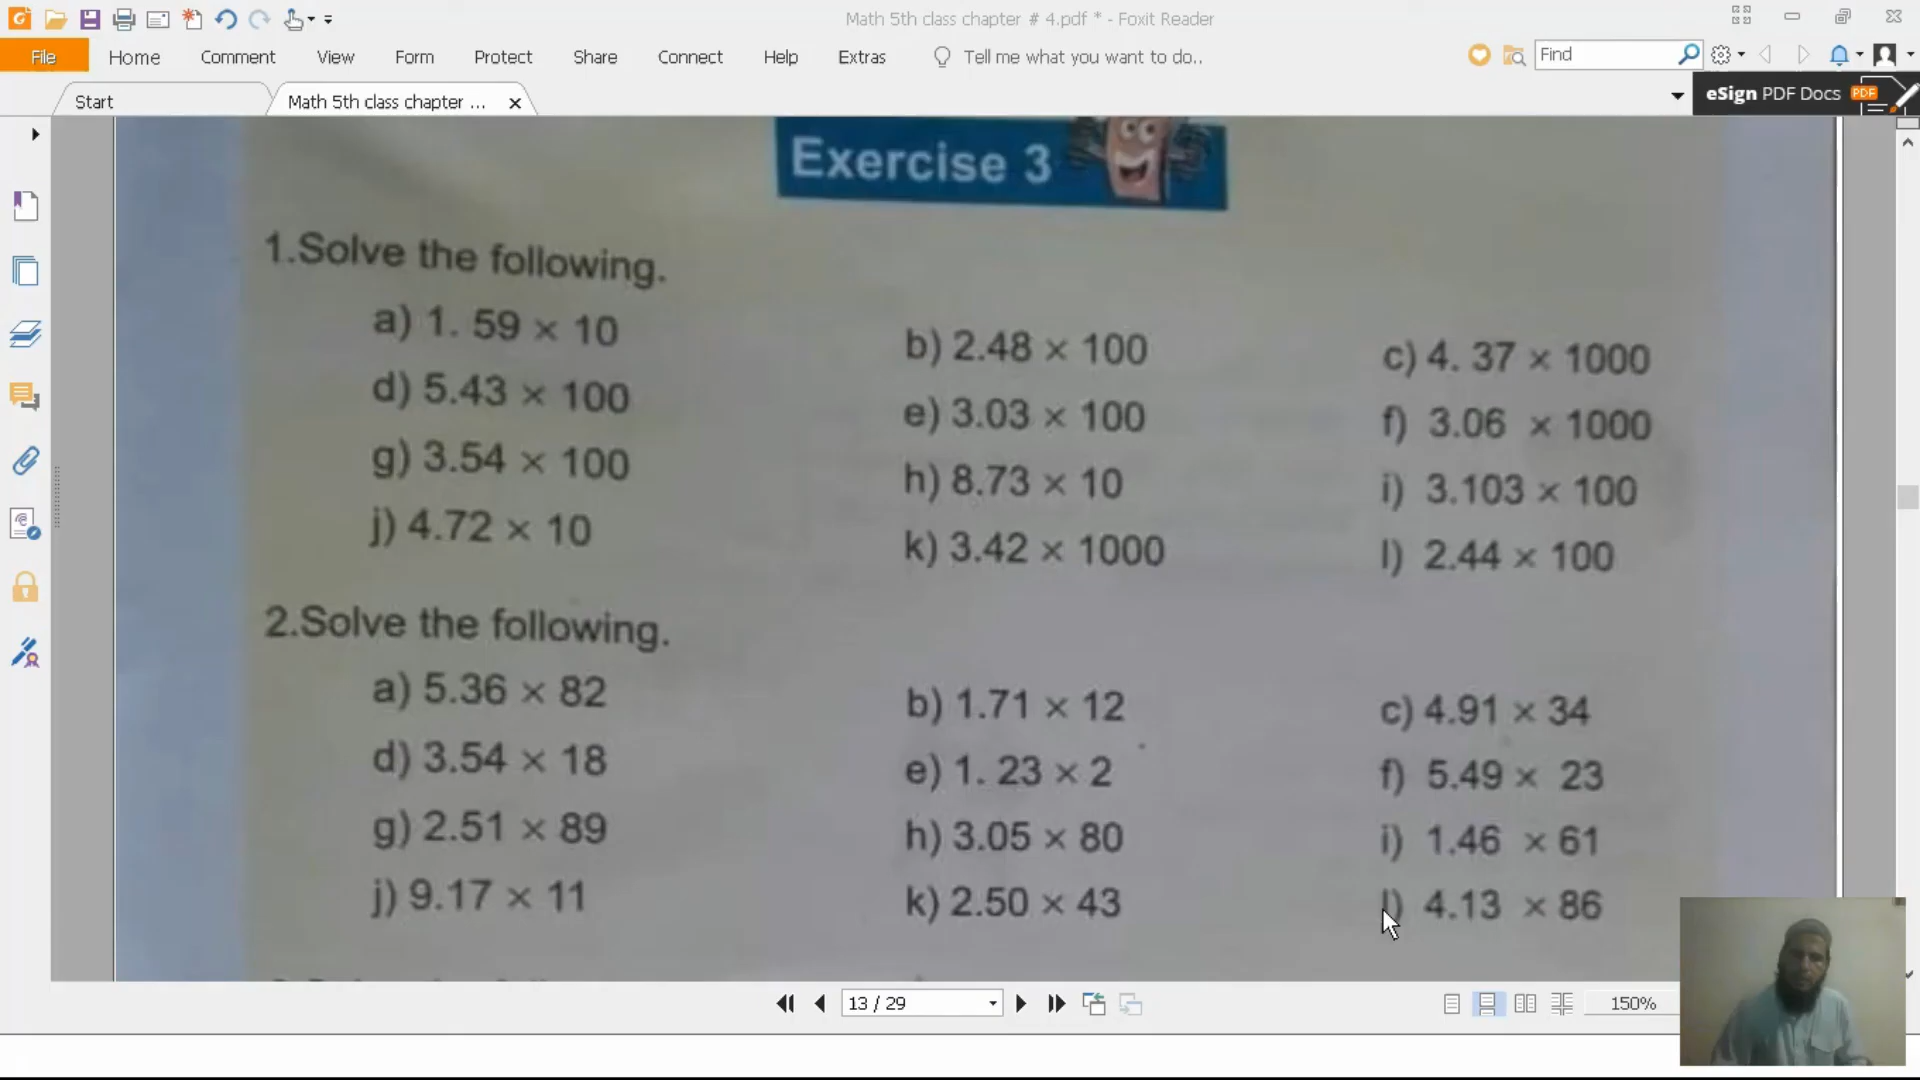 Math 5th class chapter # 4.pdf * - Foxit Reader
File Home Comment View Form Protect Share Connect Help Extras Tell me what you want to do.. Find
Start Math 5th class chapter ... eSign PDF Docs PDF
Exercise 3
1.Solve the following.
a) 1. 59 × 10 b) 2.48 × 100 c) 4. 37 × 1000
d) 5.43 × 100 e) 3.03 × 100 f) 3.06 × 1000
g) 3.54 × 100 h) 8.73 × 10 i) 3.103 × 100
j) 4.72 × 10 k) 3.42 × 1000 l) 2.44 × 100
2.Solve the following.
a) 5.36 × 82 b) 1.71 × 12 c) 4.91 × 34
d) 3.54 × 18 e) 1. 23 × 2 f) 5.49 × 23
g) 2.51 × 89 h) 3.05 × 80 i) 1.46 × 61
j) 9.17 × 11 k) 2.50 × 43 l) 4.13 × 86
13 / 29 150%